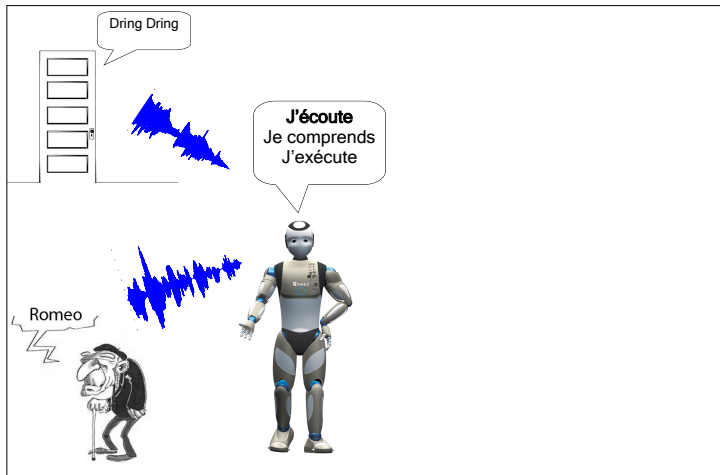 Dring Dring
J'écoute
Je comprends
J'exécute
Romeo